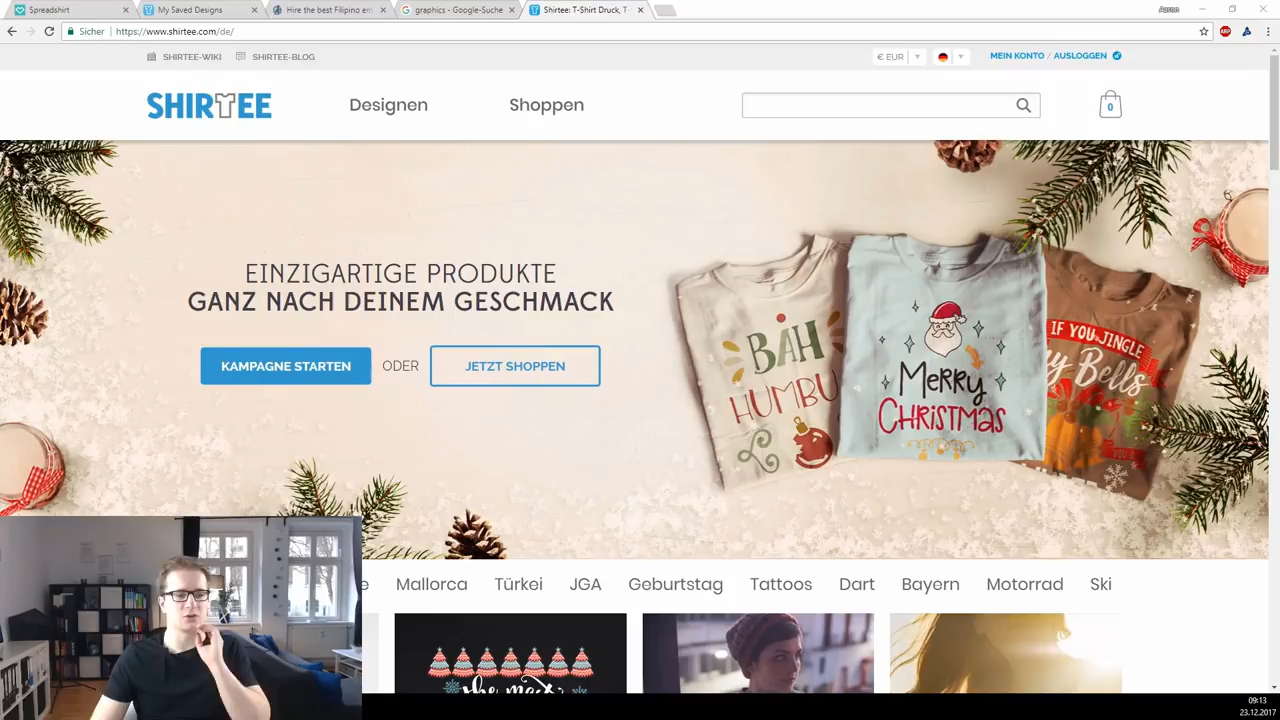 Spreadshirt
My Saved Designs
Hire the best Filipino em
graphics - Google-Suche
Shirtee: T-Shirt Druck, T-
Aaron
Sicher
https://www.shirtee.com/de/
ABP
SHIRTEE-WIKI
SHIRTEE-BLOG
€ EUR
MEIN KONTO / AUSLOGGEN
SHIRTEE
Designen
Shoppen
0
EINZIGARTIGE PRODUKTE
GANZ NACH DEINEM GESCHMACK
KAMPAGNE STARTEN
ODER
JETZT SHOPPEN
BAH
HUMBU
MERRY
CHRISTMAS
IF YOU JINGLE
My Bells
e
Mallorca
Türkei
JGA
Geburtstag
Tattoos
Dart
Bayern
Motorrad
Ski
09:13
23.12.2017